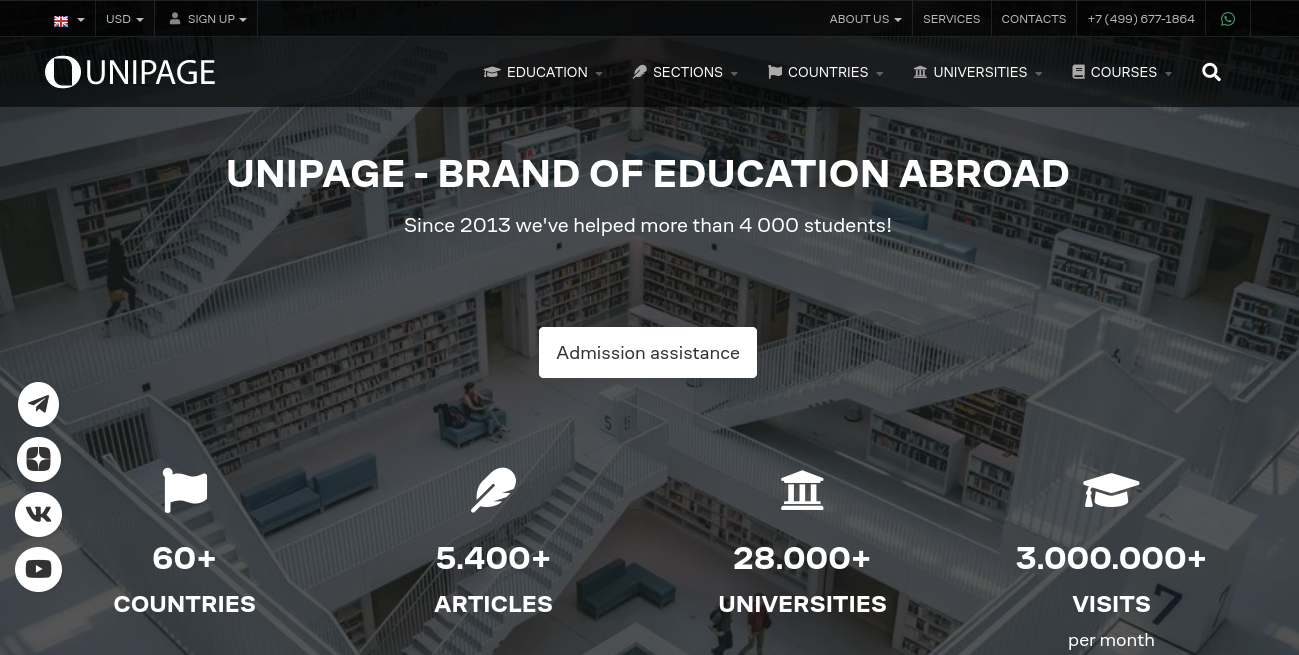 USD
SIGN UP
ABOUT US
SERVICES
CONTACTS
+7 (499) 677-1864
UNIPAGE
EDUCATION
SECTIONS
COUNTRIES
UNIVERSITIES
COURSES
UNIPAGE - BRAND OF EDUCATION ABROAD
Since 2013 we've helped more than 4 000 students!
Admission assistance
60+
COUNTRIES
5.400+
ARTICLES
28.000+
UNIVERSITIES
3.000.000+
VISITS
per month
5
7